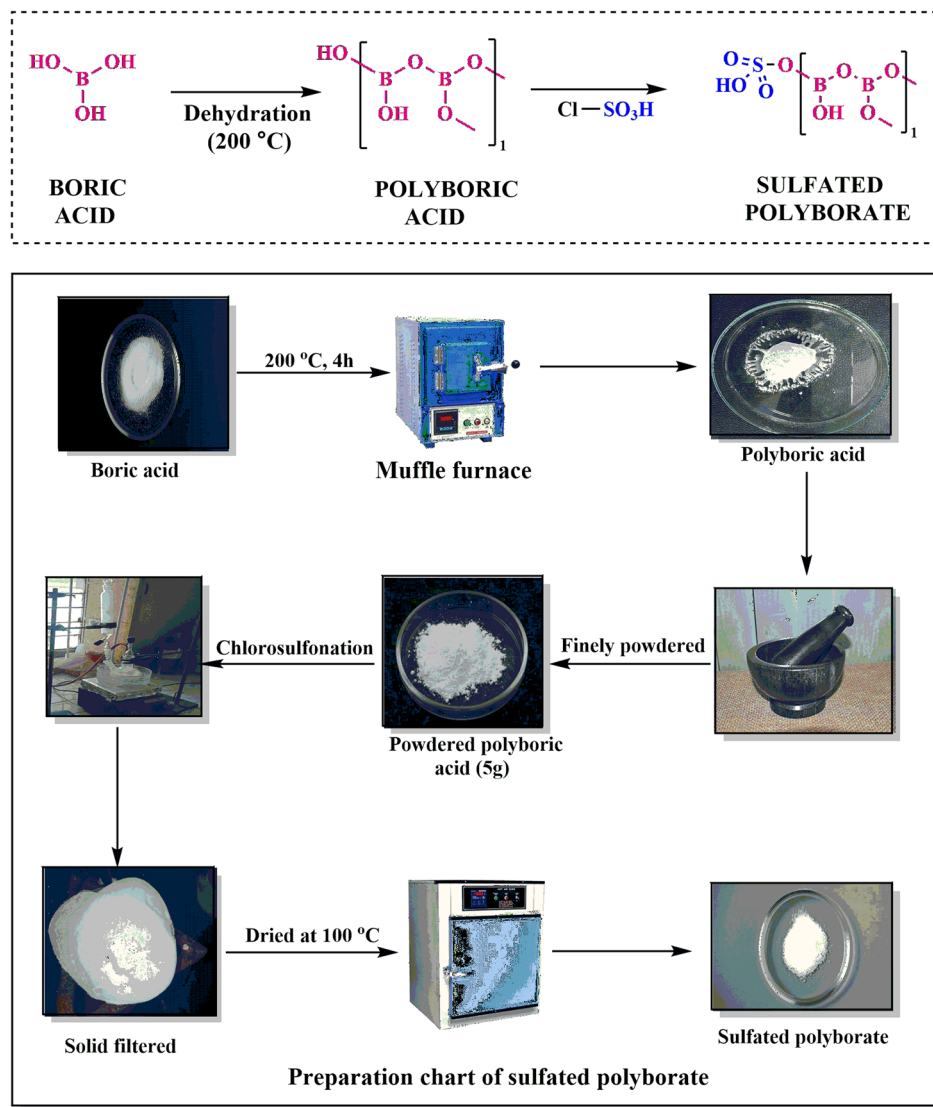 HO
OH
B
OH
BORIC
ACID
Dehydration
(200 °C)
HO
O
O
B
B
OH
O
1
POLYBORIC
ACID
Cl—SO3H
O
S
O
HO
O
B
O
B
O
OH
O
1
SULFATED
POLYBORATE
200 °C, 4h
Boric acid
Muffle furnace
Polyboric acid
Chlorosulfonation
Finely powdered
Powdered polyboric
acid (5g)
Dried at 100 °C
Solid filtered
Sulfated polyborate
Preparation chart of sulfated polyborate